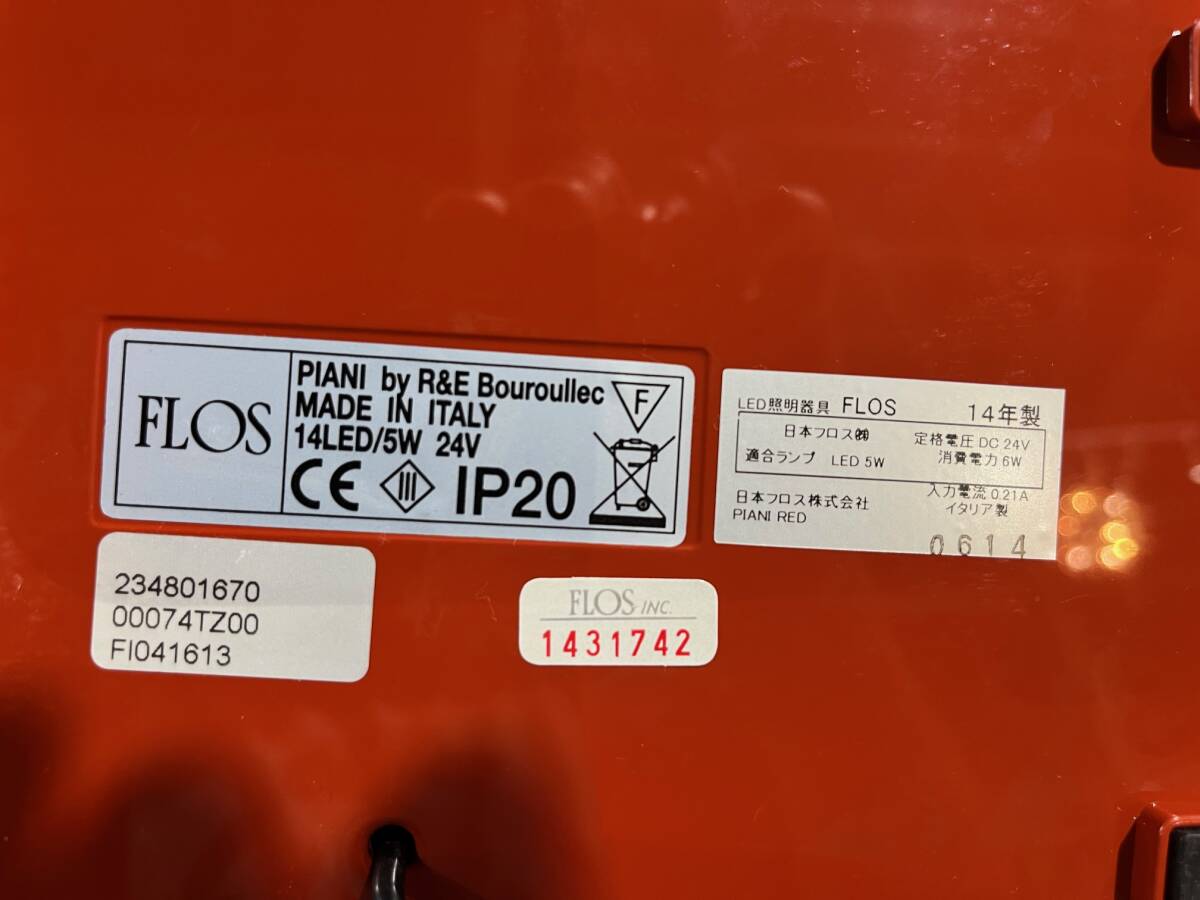 FLOS
PIANI by R&E Bouroullec
MADE IN ITALY
14LED/5W 24V
F
CE III IP20
LED照明器具 FLOS 14年製
日本フロス㈱ 定格電圧 DC 24V
適合ランプ LED 5W 消費電力 6W
入力電流 0.21A
日本フロス株式会社 イタリア製
PIANI RED
0614
234801670
00074TZ00
FI041613
FLOS INC.
1431742